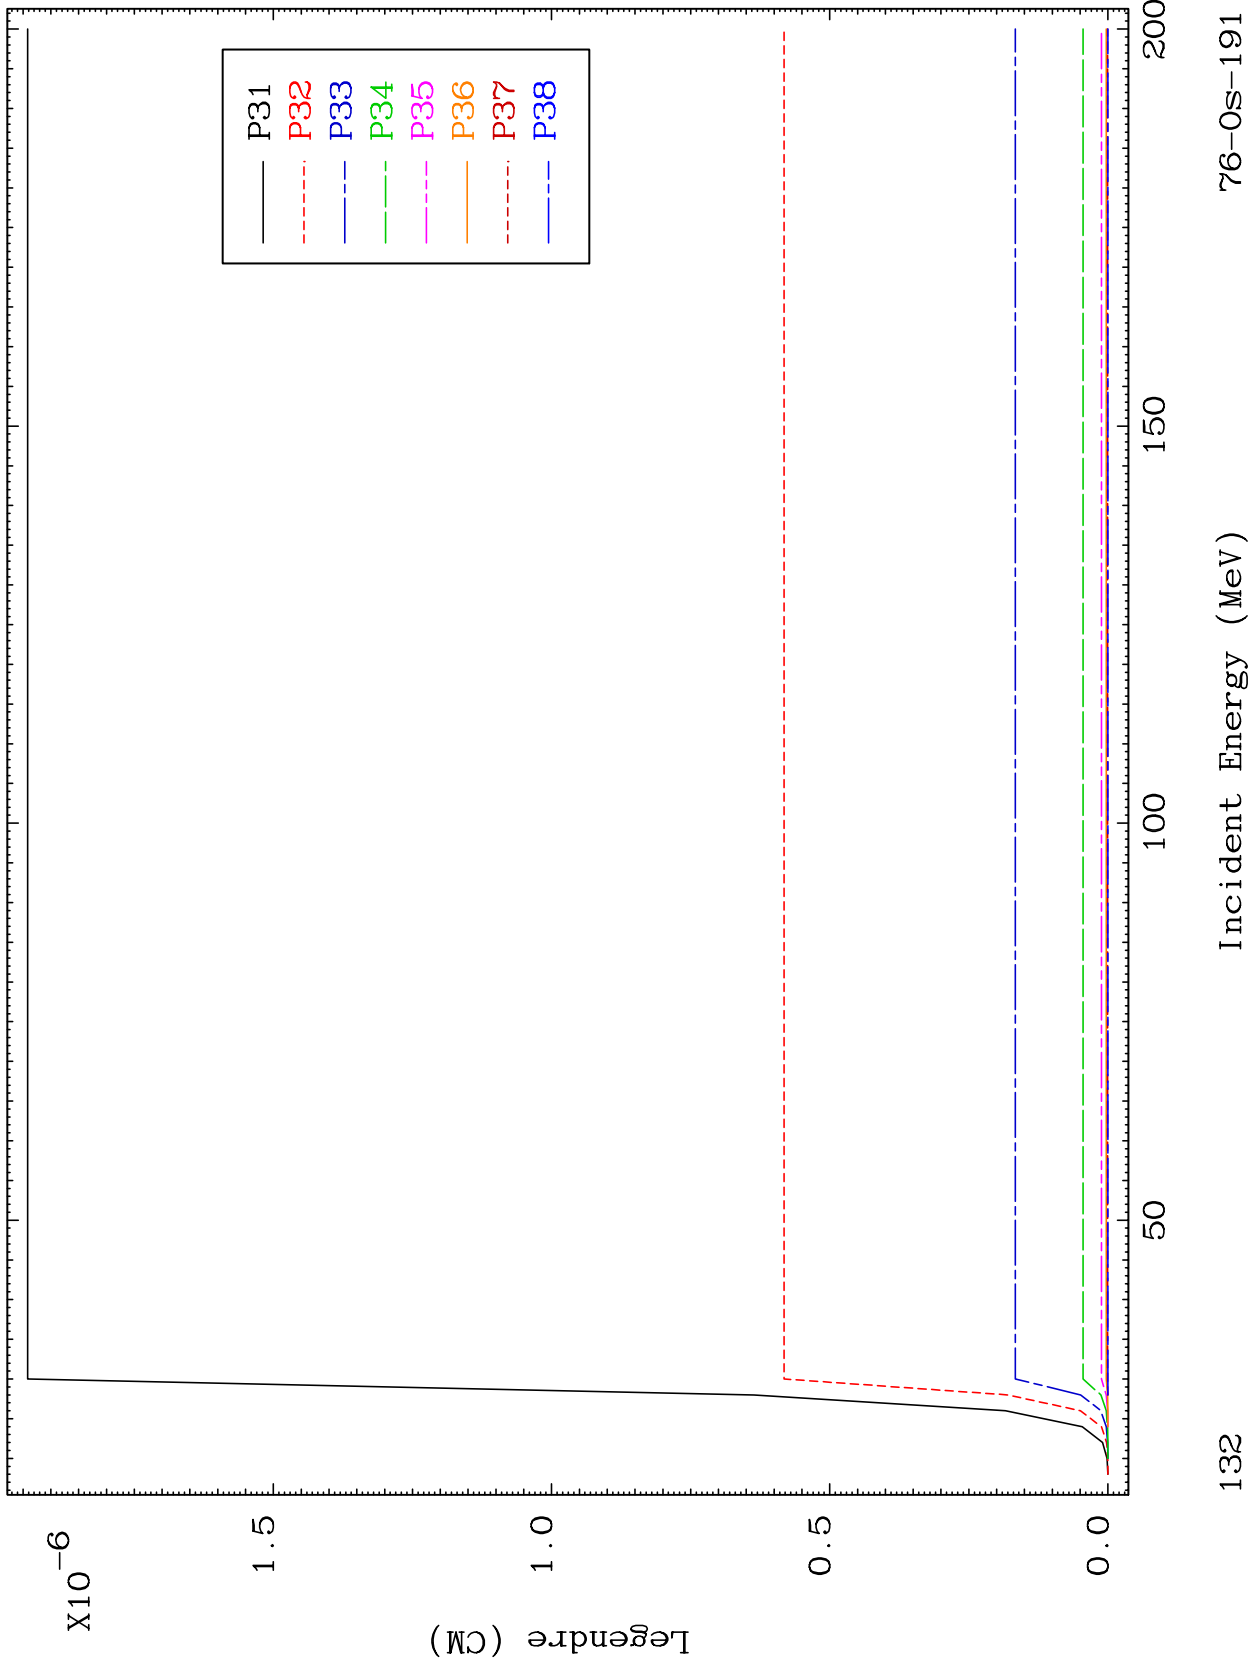 X10-6
1.5
1.0
0.5
0.0
Legendre (CM)
P31
P32
P33
P34
P35
P36
P37
P38
50
100
150
200
Incident Energy (MeV)
132
76-Os-191